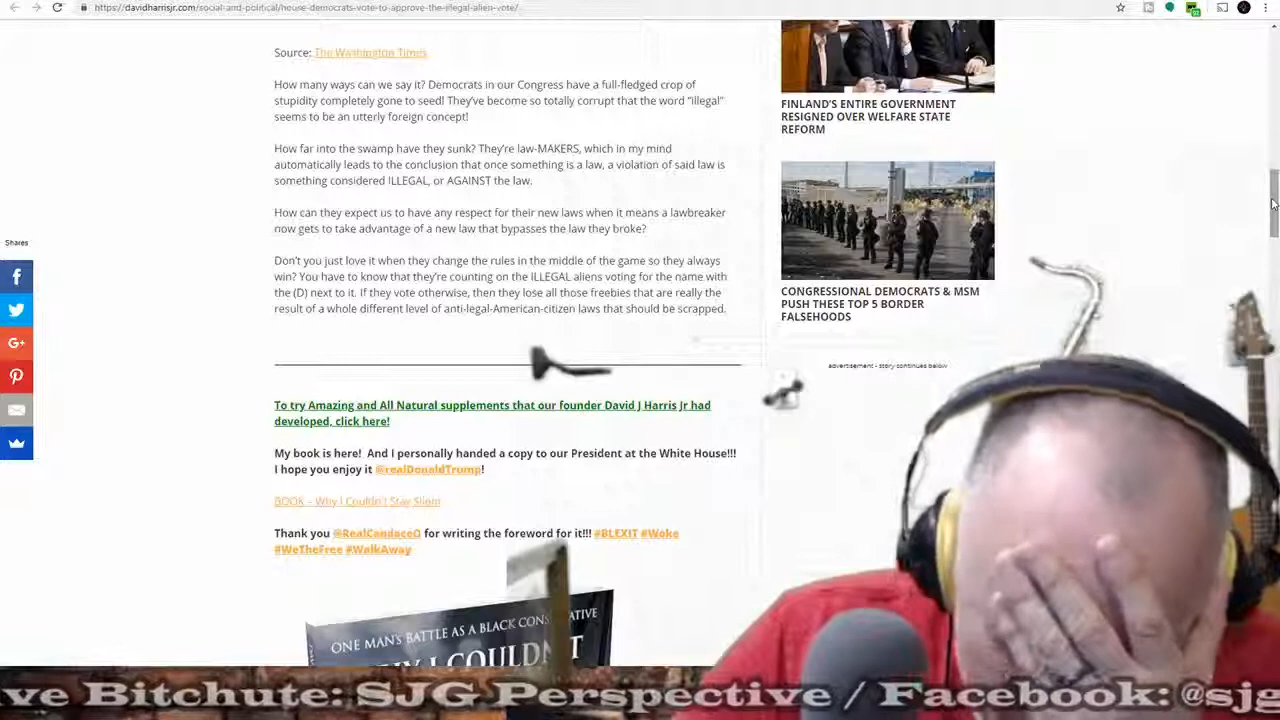 https://davidharrisjr.com/social-and-political/house-democrats-vote-to-approve-the-illegal-alien-vote/
92
Source: The Washington Times
How many ways can we say it? Democrats in our Congress have a full-fledged crop of
stupidity completely gone to seed! They've become so totally corrupt that the word "illegal"
seems to be an utterly foreign concept!
How far into the swamp have they sunk? They're law-MAKERS, which in my mind
automatically leads to the conclusion that once something is a law, a violation of said law is
something considered ILLEGAL, or AGAINST the law.
How can they expect us to have any respect for their new laws when it means a lawbreaker
now gets to take advantage of a new law that bypasses the law they broke?
Don't you just love it when they change the rules in the middle of the game so they always
win? You have to know that they're counting on the ILLEGAL aliens voting for the name with
the (D) next to it. If they vote otherwise, then they lose all those freebies that are really the
result of a whole different level of anti-legal-American-citizen laws that should be scrapped.
Shares
To try Amazing and All Natural supplements that our founder David J Harris Jr had
developed, click here!
My book is here! And I personally handed a copy to our President at the White House!!!
I hope you enjoy it @realDonaldTrump!
BOOK – Why I Couldn't Stay Silent
Thank you @RealCandaceO for writing the foreword for it!!! #BLEXIT #Woke
#WeTheFree #WalkAway
ONE MAN'S BATTLE AS A BLACK CONSERVATIVE
WHY I COULDN'T
FINLAND'S ENTIRE GOVERNMENT
RESIGNED OVER WELFARE STATE
REFORM
CONGRESSIONAL DEMOCRATS & MSM
PUSH THESE TOP 5 BORDER
FALSEHOODS
advertisement - story continues below
ve Bitchute: SJG Perspective / Facebook: @sjg